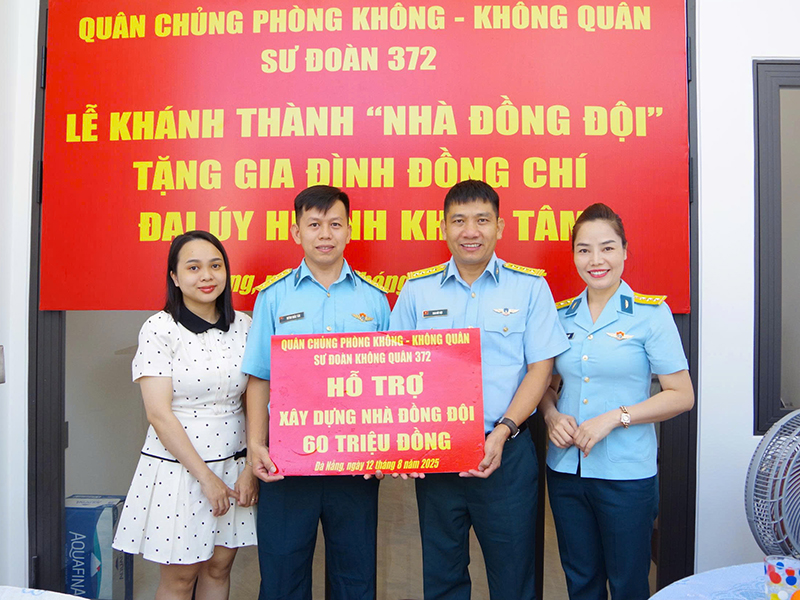 QUÂN CHỦNG PHÒNG KHÔNG - KHÔNG QUÂN
SƯ ĐOÀN 372
LỄ KHÁNH THÀNH “NHÀ ĐỒNG ĐỘI”
TẶNG GIA ĐÌNH ĐỒNG CHÍ
ĐẠI ÚY TÂN
QUÂN CHỦNG PHÒNG KHÔNG - KHÔNG QUÂN
SƯ ĐOÀN KHÔNG QUÂN 372
HỖ TRỢ
XÂY DỰNG NHÀ ĐỒNG ĐỘI
60 TRIỆU ĐỒNG
Đà Nẵng, ngày 12 tháng 8 năm 2025
AQUAFINA